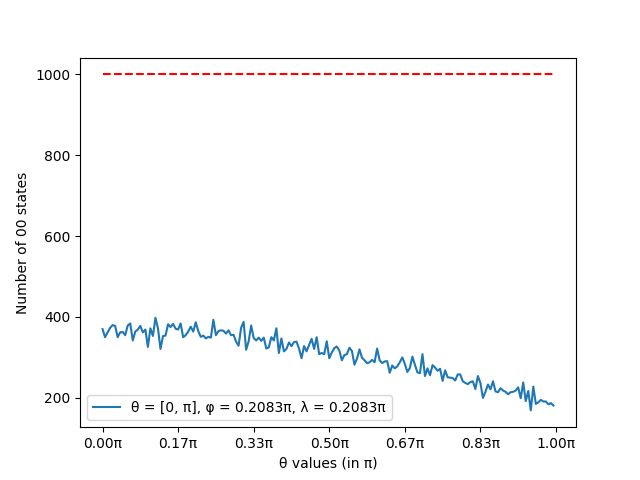 1000
800
600
400
200
Number of 00 states
θ = [0, π], φ = 0.2083π, λ = 0.2083π
0.00π 0.17π 0.33π 0.50π 0.67π 0.83π 1.00π
θ values (in π)